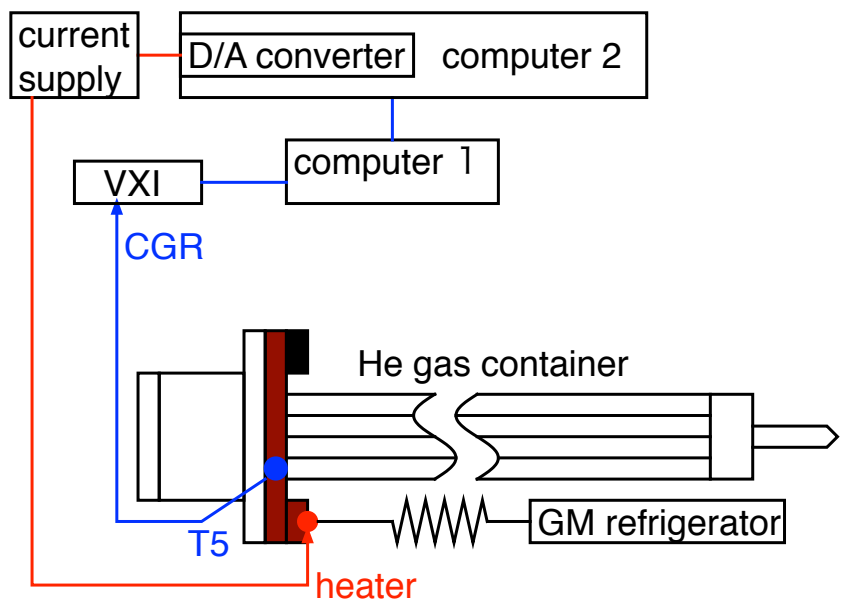 current
supply
D/A converter
computer 2
computer 1
VXI
CGR
He gas container
T5
GM refrigerator
heater